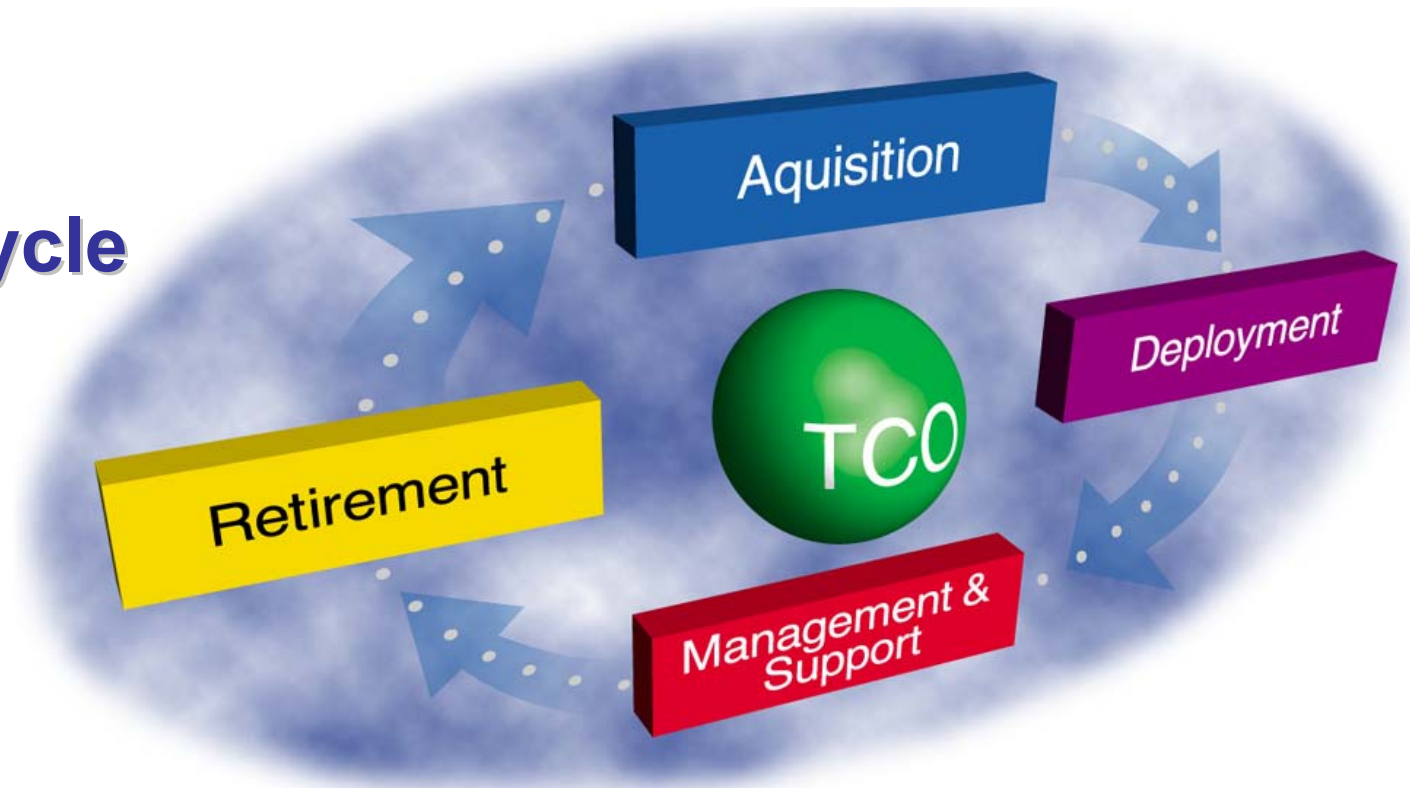 ycle
Aquisition
Deployment
TCO
Retirement
Management &
Support